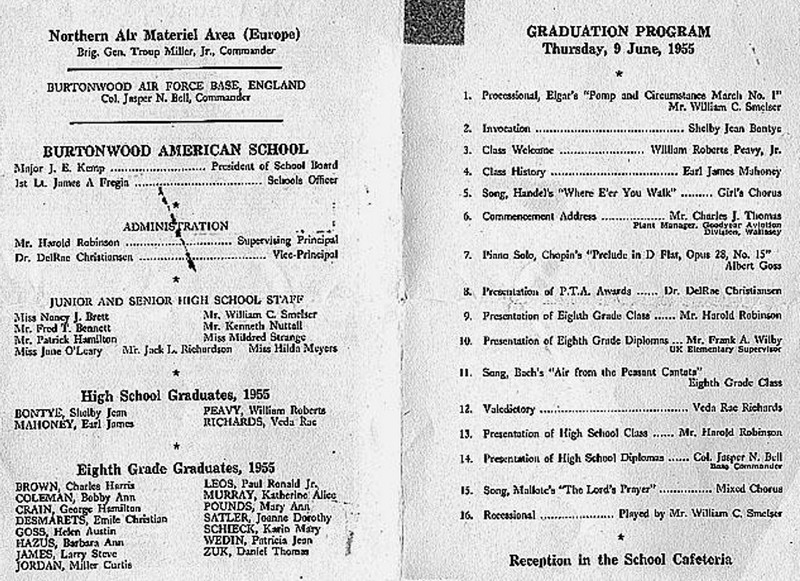 Northern Air Materiel Area (Europe)
Brig. Gen. Troup Miller, Jr., Commander
BURTONWOOD AIR FORCE BASE, ENGLAND
Col. Jasper N. Bell, Commander
BURTONWOOD AMERICAN SCHOOL
Major J. E. Kemp ........................ President of School Board
1st Lt. James A Fregia ................................ Schools Officer
*
ADMINISTRATION
Mr. Harold Robinson ........................ Supervising Principal
Dr. DelRae Christiansen ........................ Vice-Principal
*
JUNIOR AND SENIOR HIGH SCHOOL STAFF
Miss Nancy J. Brett Mr. William C. Smelser
Mr. Fred T. Bennett Mr. Kenneth Nuttall
Mr. Patrick Hamilton Miss Mildred Strange
Miss June O'Leary Mr. Jack L. Richardson Miss Hilda Meyers
*
High School Graduates, 1955
BONTYE, Shelby Jean PEAVY, William Roberts
MAHONEY, Earl James RICHARDS, Veda Rae
*
Eighth Grade Graduates, 1955
BROWN, Charles Harris
COLEMAN, Bobby Ann
CRAIN, George Hamilton
DESMARETS, Emile Christian
GOSS, Helen Austin
HAZUS, Barbara Ann
JAMES, Larry Steve
JORDAN, Miller Curtis
LEOS, Paul Ronald Jr.
MURRAY, Katherine Alice
POUNDS, Mary Ann
SATLER, Joanne Dorothy
SCHIECK, Karin Mary
WEDIN, Patricia Jean
ZUK, Daniel Thomas
GRADUATION PROGRAM
Thursday, 9 June, 1955
*
1. Processional, Elgar's "Pomp and Circumstance March No. 1"
Mr. William C. Smelser
2. Invocation ........................ Shelby Jean Bontye
3. Class Welcome ................ William Roberts Peavy, Jr.
4. Class History ........................ Earl James Mahoney
5. Song, Handel's "Where E'er You Walk" ......... Girl's Chorus
6. Commencement Address ............ Mr. Charles J. Thomas
Plant Manager, Goodyear Aviation
Division, Wallasey
7. Piano Solo, Chopin's "Prelude in D Flat, Opus 28, No. 15"
Albert Goss
8. Presentation of P.T.A. Awards ...... Dr. DelRae Christiansen
9. Presentation of Eighth Grade Class ...... Mr. Harold Robinson
10. Presentation of Eighth Grade Diplomas ... Mr. Frank A. Wilby
UK Elementary Supervisor
11. Song, Bach's "Air from the Peasant Cantata"
Eighth Grade Class
12. Valedictory ........................ Veda Rae Richards
13. Presentation of High School Class ...... Mr. Harold Robinson
14. Presentation of High School Diplomas ...... Col. Jasper N. Bell
Base Commander
15. Song, Mallote's "The Lord's Prayer" .............. Mixed Chorus
16. Recessional .................. Played by Mr. William C. Smelser
*
Reception in the School Cafeteria